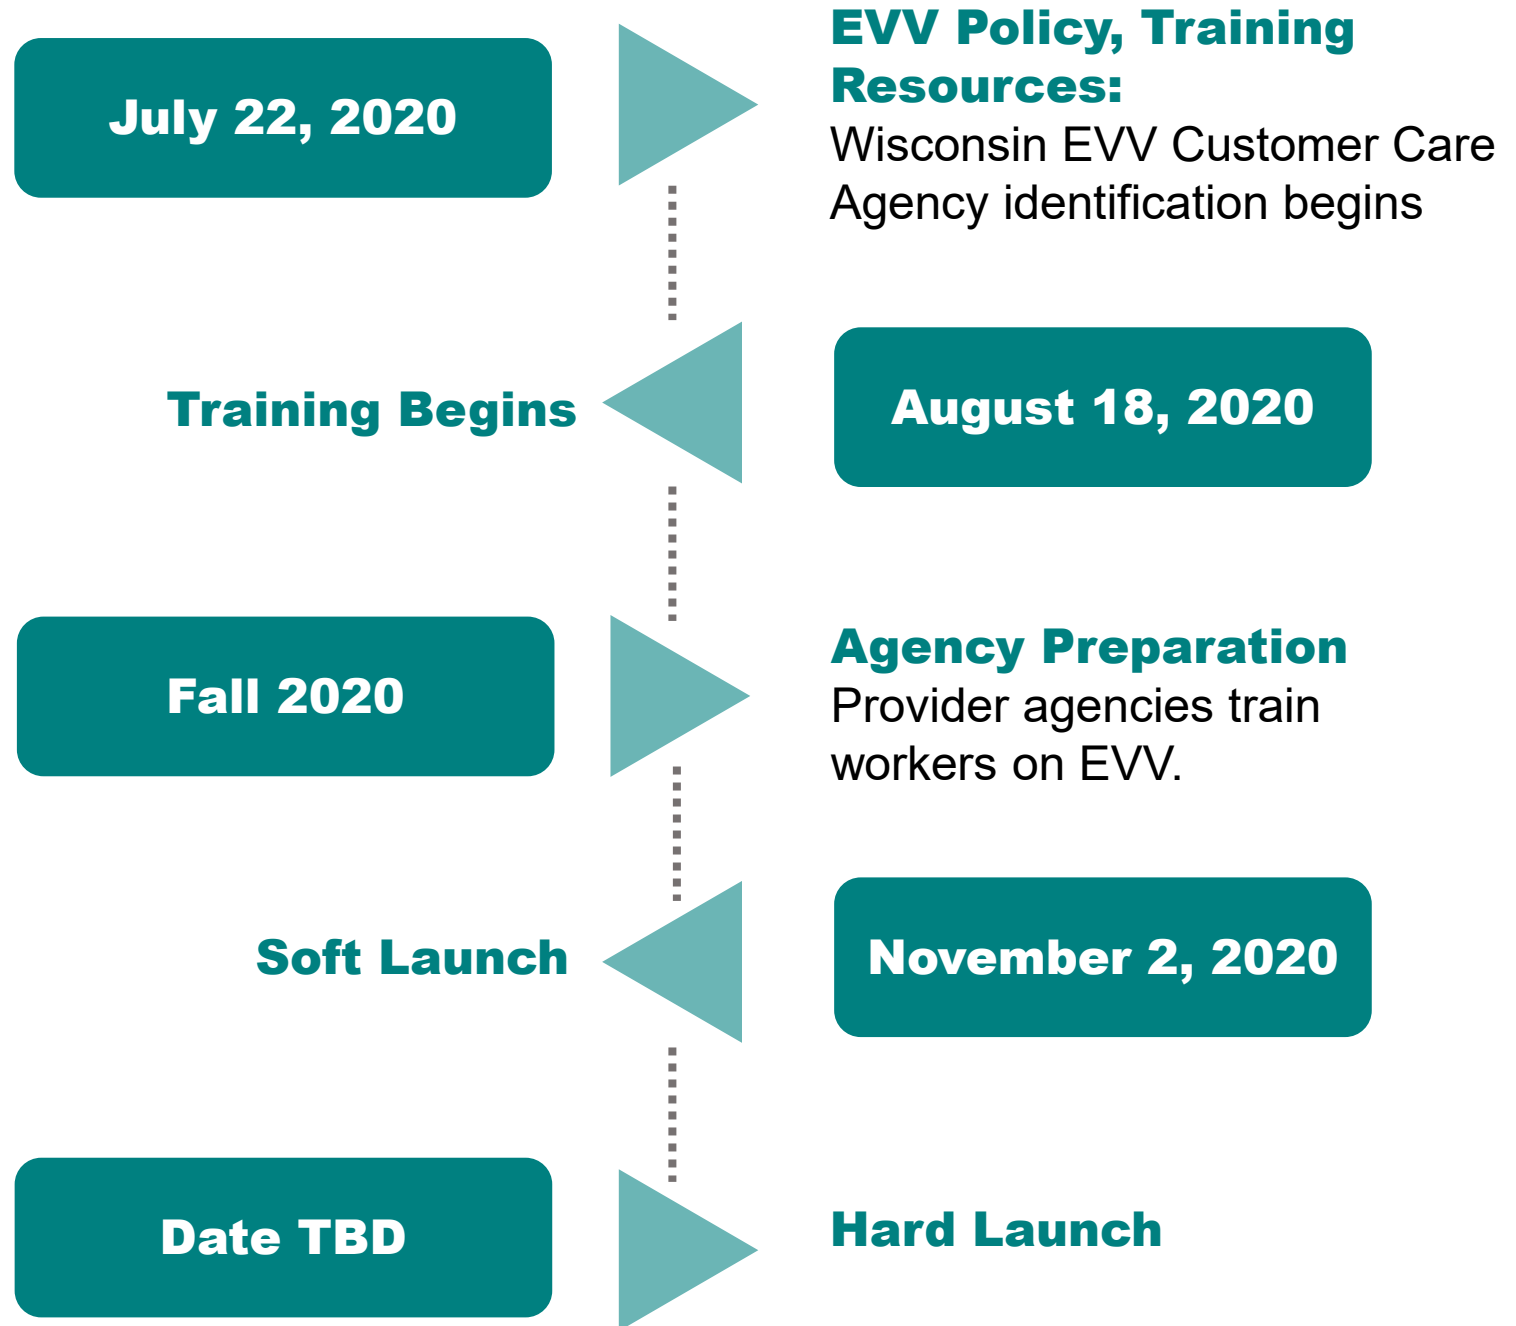 July 22, 2020
EVV Policy, Training
Resources:
Wisconsin EVV Customer Care
Agency identification begins
Training Begins
August 18, 2020
Fall 2020
Agency Preparation
Provider agencies train
workers on EVV.
Soft Launch
November 2, 2020
Date TBD
Hard Launch